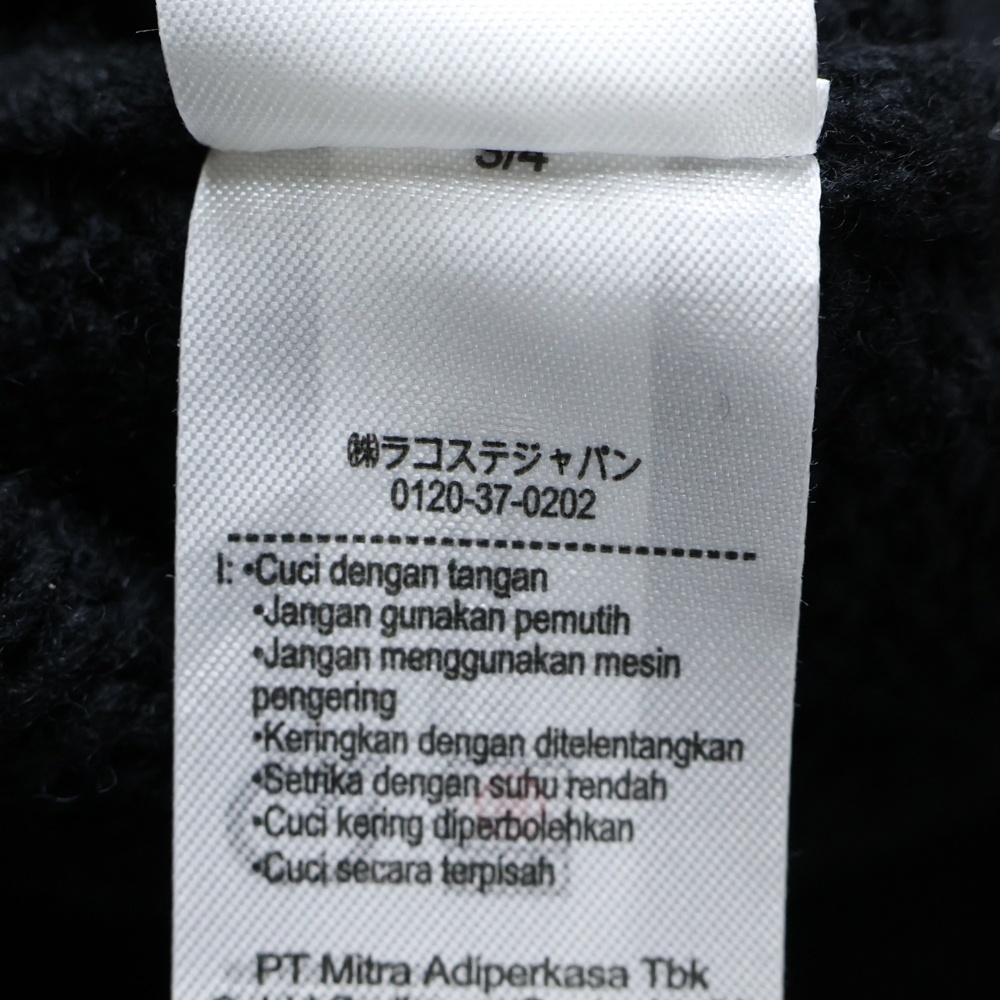 3/4
㈱ラコステジャパン
0120-37-0202
I: •Cuci dengan tangan
•Jangan gunakan pemutih
•Jangan menggunakan mesin
pengering
•Keringkan dengan ditelentangkan
•Setrika dengan suhu rendah
•Cuci kering diperbolehkan
•Cuci secara terpisah
PT Mitra Adiperkasa Tbk